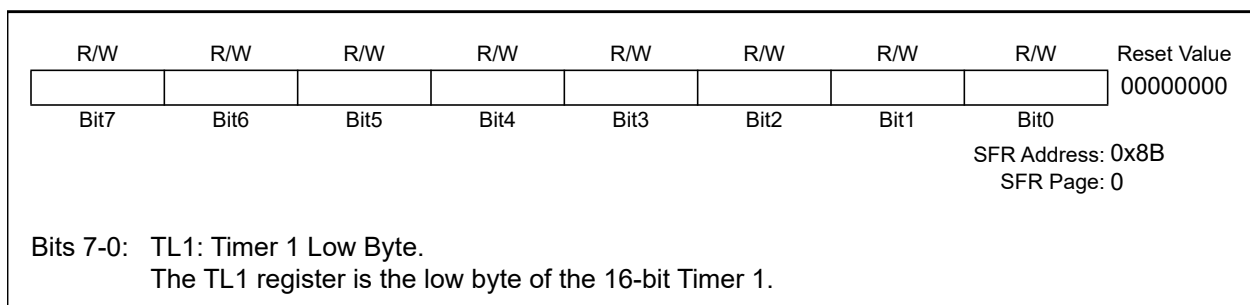 R/W R/W R/W R/W R/W R/W R/W R/W Reset Value
00000000
Bit7 Bit6 Bit5 Bit4 Bit3 Bit2 Bit1 Bit0
SFR Address: 0x8B
SFR Page: 0
Bits 7-0: TL1: Timer 1 Low Byte.
The TL1 register is the low byte of the 16-bit Timer 1.